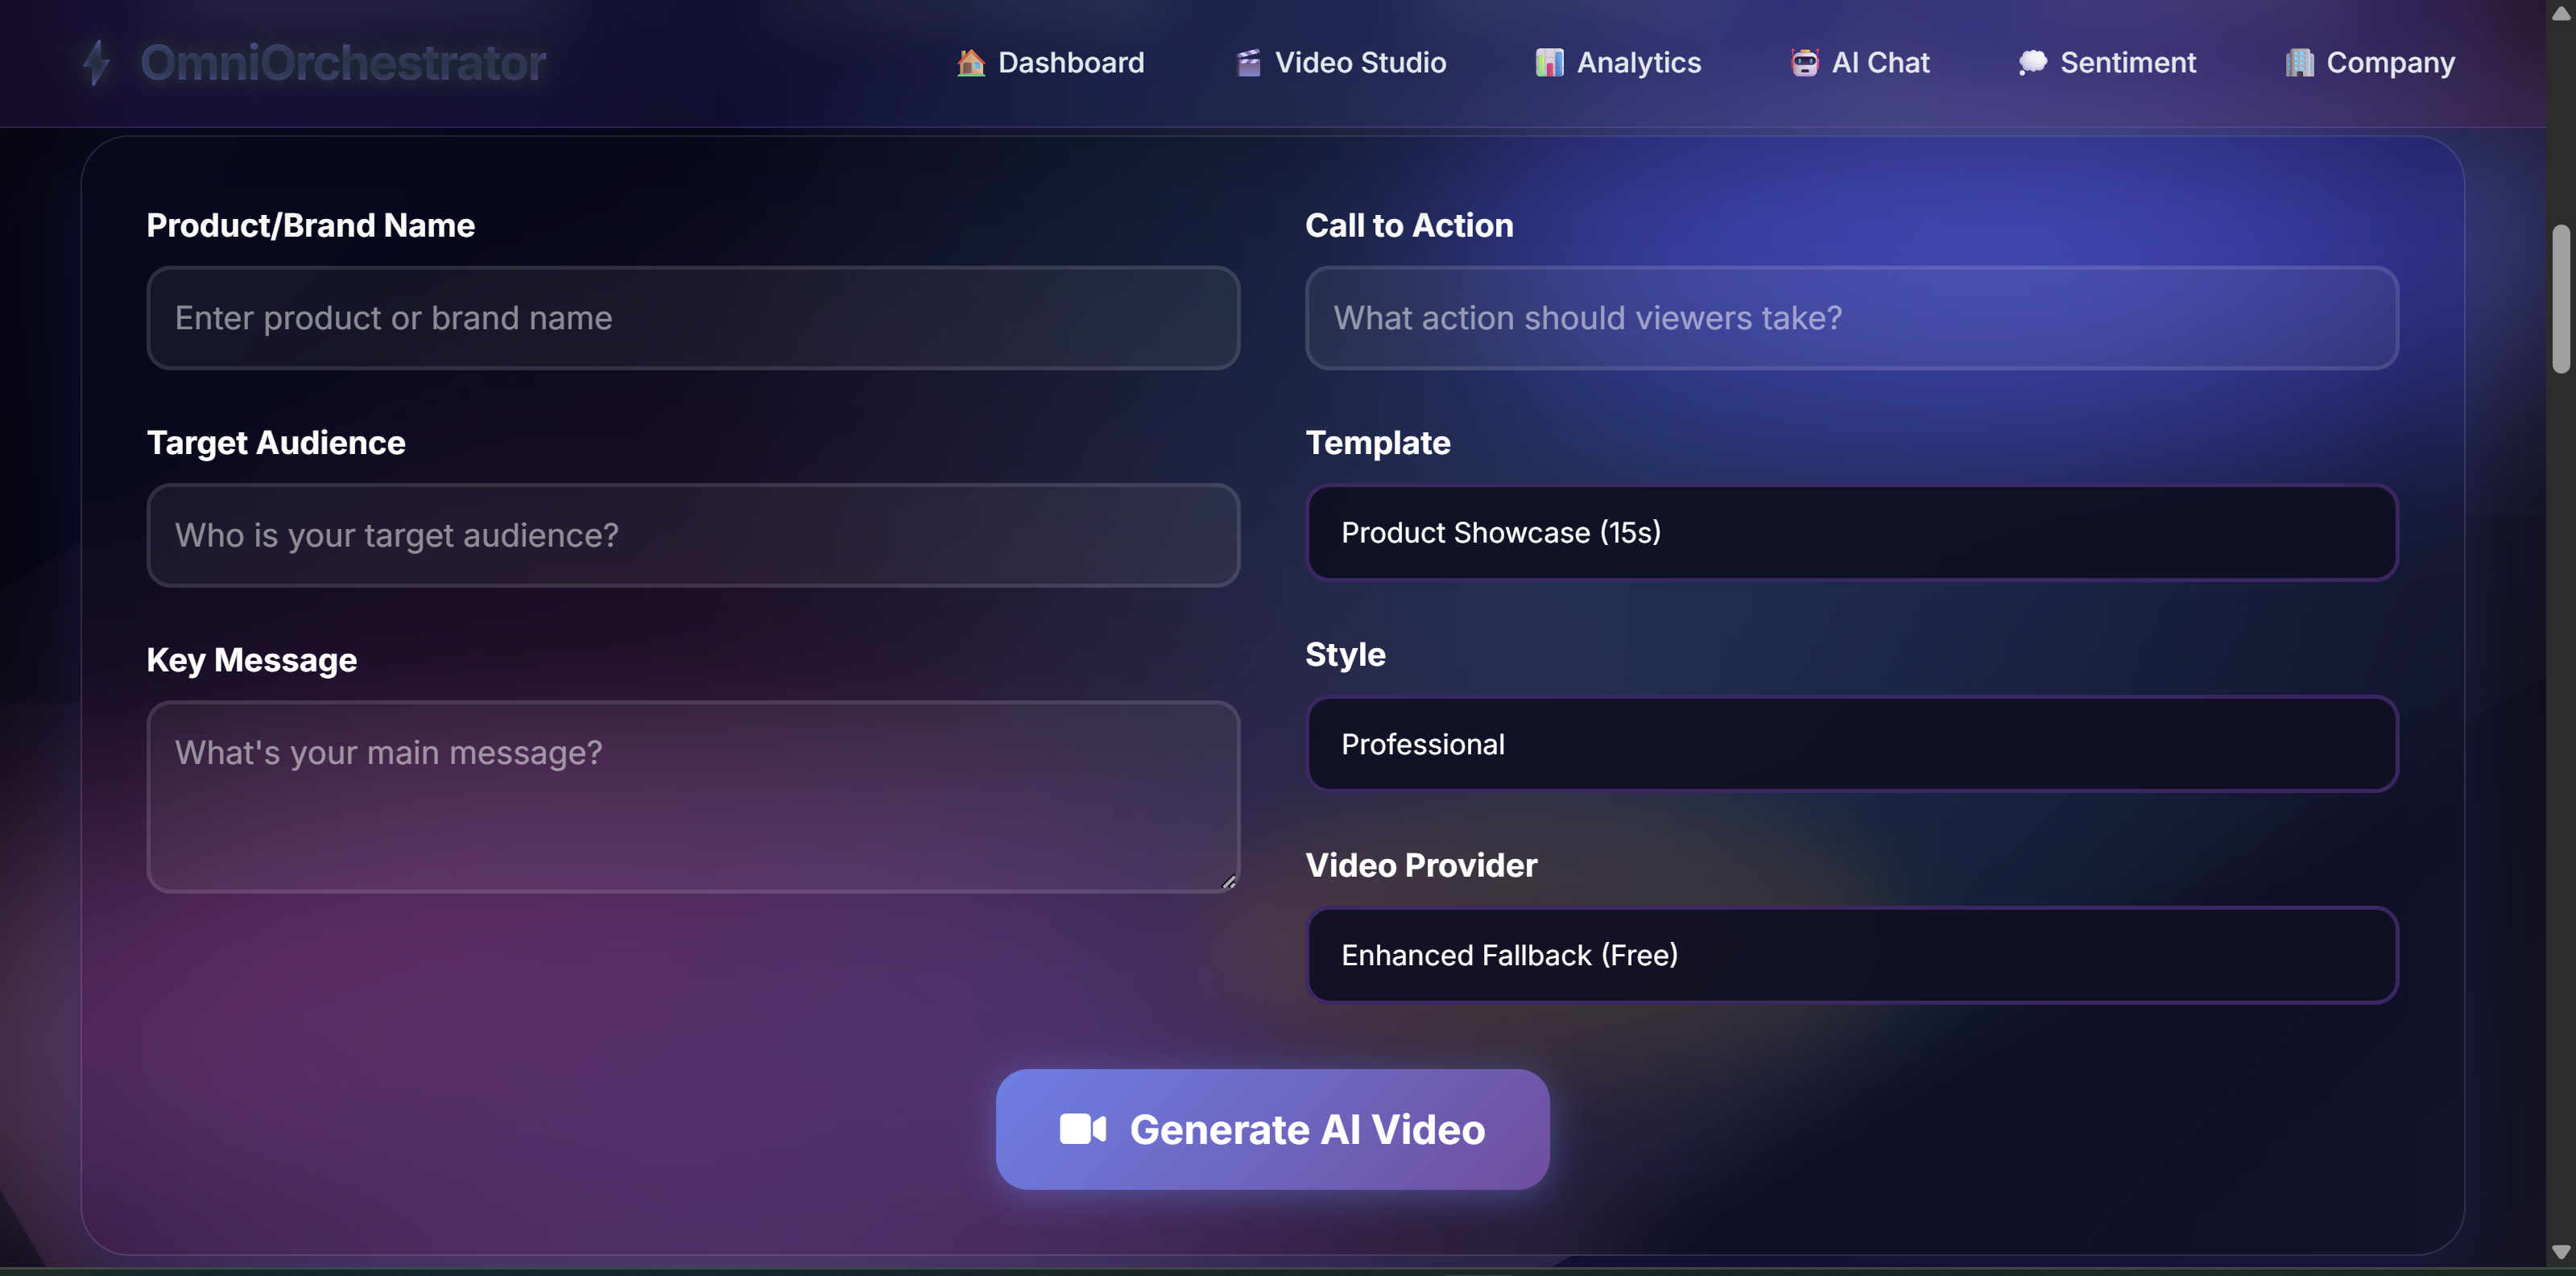 OmniOrchestrator
Dashboard
Video Studio
Analytics
AI Chat
Sentiment
Company
Product/Brand Name
Enter product or brand name
Target Audience
Who is your target audience?
Key Message
What's your main message?
Call to Action
What action should viewers take?
Template
Product Showcase (15s)
Style
Professional
Video Provider
Enhanced Fallback (Free)
Generate AI Video